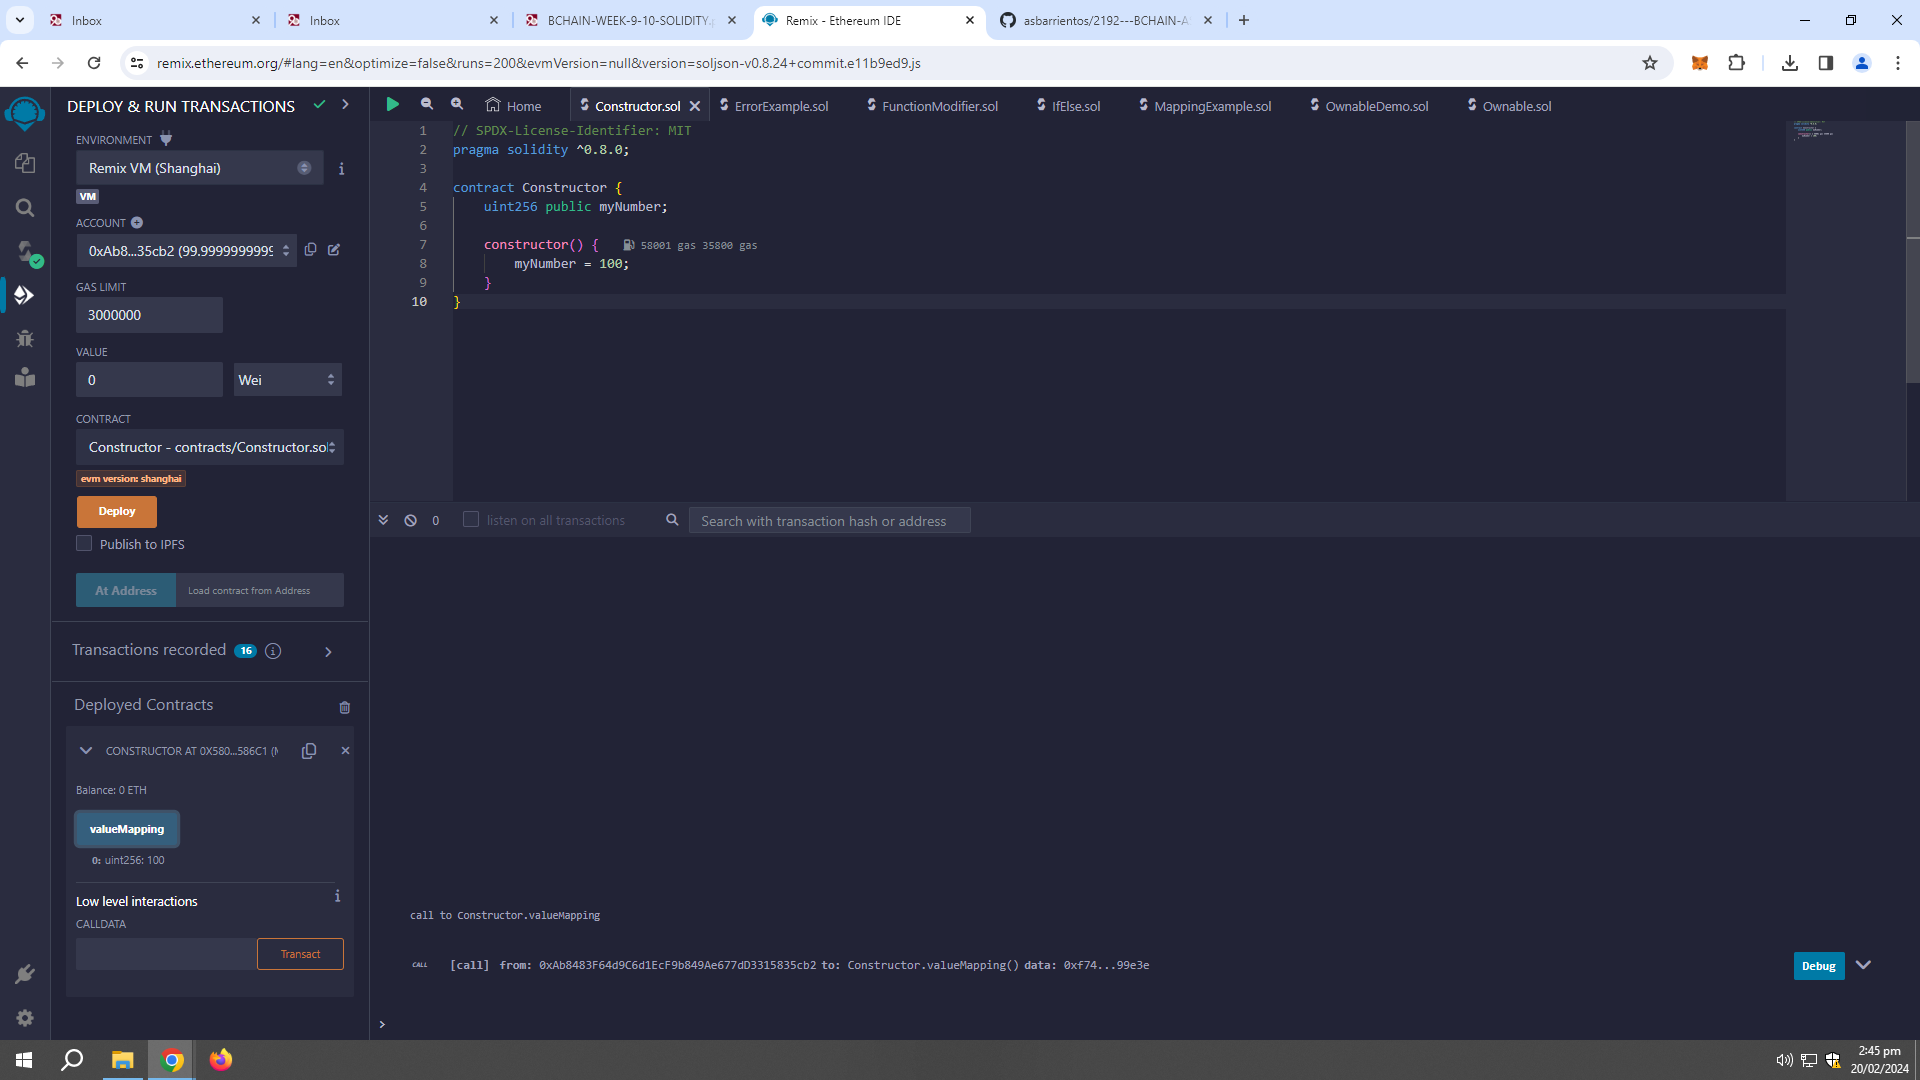 Inbox
Inbox
BCHAIN-WEEK-9-10-SOLIDITY.
Remix - Ethereum IDE
asbarrientos/2192---BCHAIN-A
remix.ethereum.org/#lang=en&optimize=false&runs=200&evmVersion=null&version=soljson-v0.8.24+commit.e11b9ed9.js
DEPLOY & RUN TRANSACTIONS
Home
Constructor.sol
ErrorExample.sol
FunctionModifier.sol
IfElse.sol
MappingExample.sol
OwnableDemo.sol
Ownable.sol
ENVIRONMENT
Remix VM (Shanghai)
VM
ACCOUNT
0xAb8...35cb2 (99.9999999999
GAS LIMIT
3000000
VALUE
0
Wei
CONTRACT
Constructor - contracts/Constructor.sol
evm version: shanghai
Deploy
Publish to IPFS
At Address
Load contract from Address
Transactions recorded 16
Deployed Contracts
CONSTRUCTOR AT 0X580...586C1 (
Balance: 0 ETH
valueMapping
0: uint256: 100
Low level interactions
CALLDATA
Transact
1 // SPDX-License-Identifier: MIT
2 pragma solidity ^0.8.0;
3
4 contract Constructor {
5 uint256 public myNumber;
6
7 constructor() { 58001 gas 35800 gas
8 myNumber = 100;
9 }
10 }
0
listen on all transactions
Search with transaction hash or address
call to Constructor.valueMapping
CALL [call] from: 0xAb8483F64d9C6d1EcF9b849Ae677dD3315835cb2 to: Constructor.valueMapping() data: 0xf74...99e3e
Debug
>
2:45 pm
20/02/2024